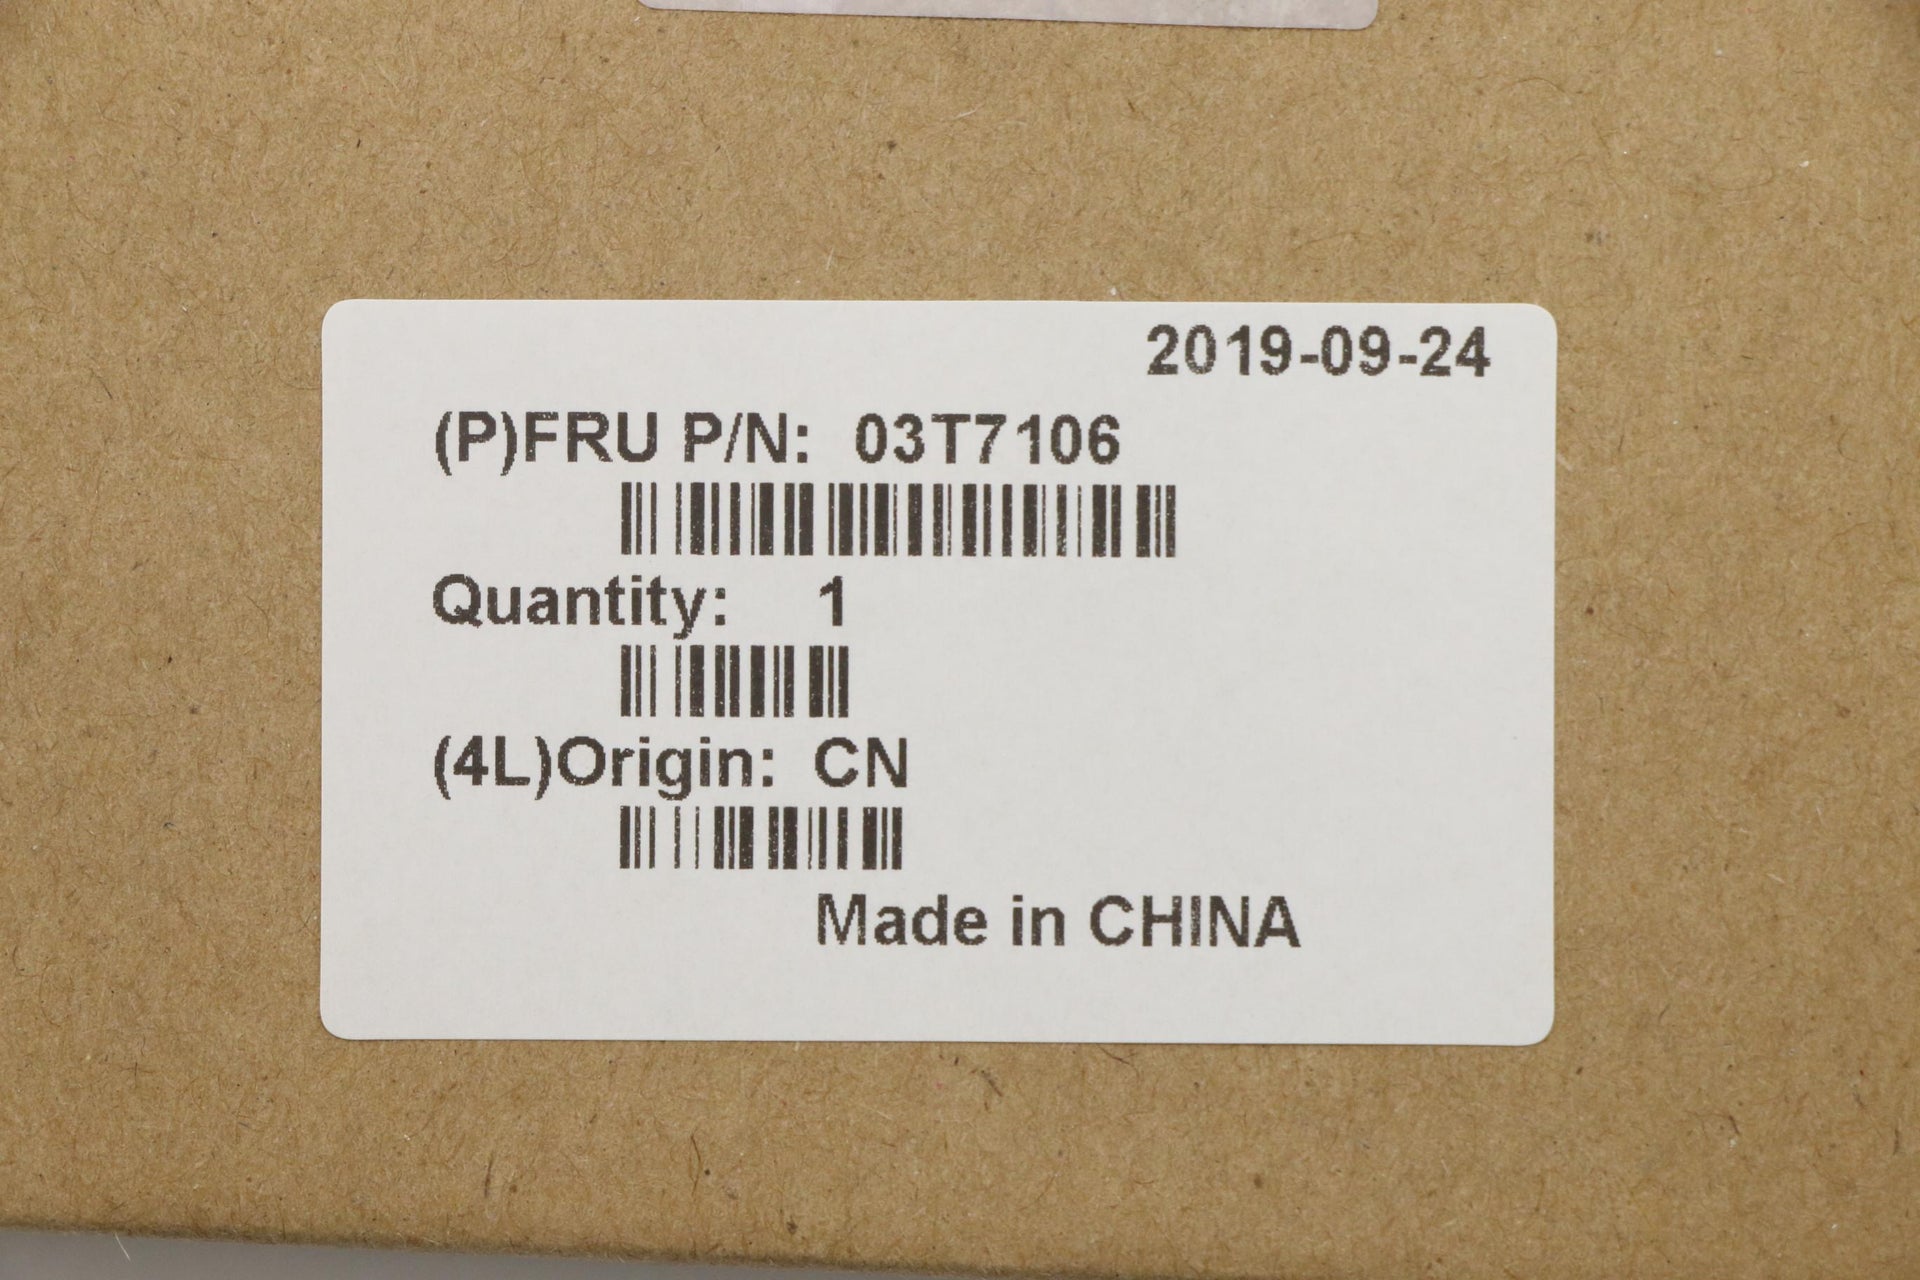 2019-09-24
(P)FRU P/N: 03T7106
Quantity: 1
(4L)Origin: CN
Made in CHINA